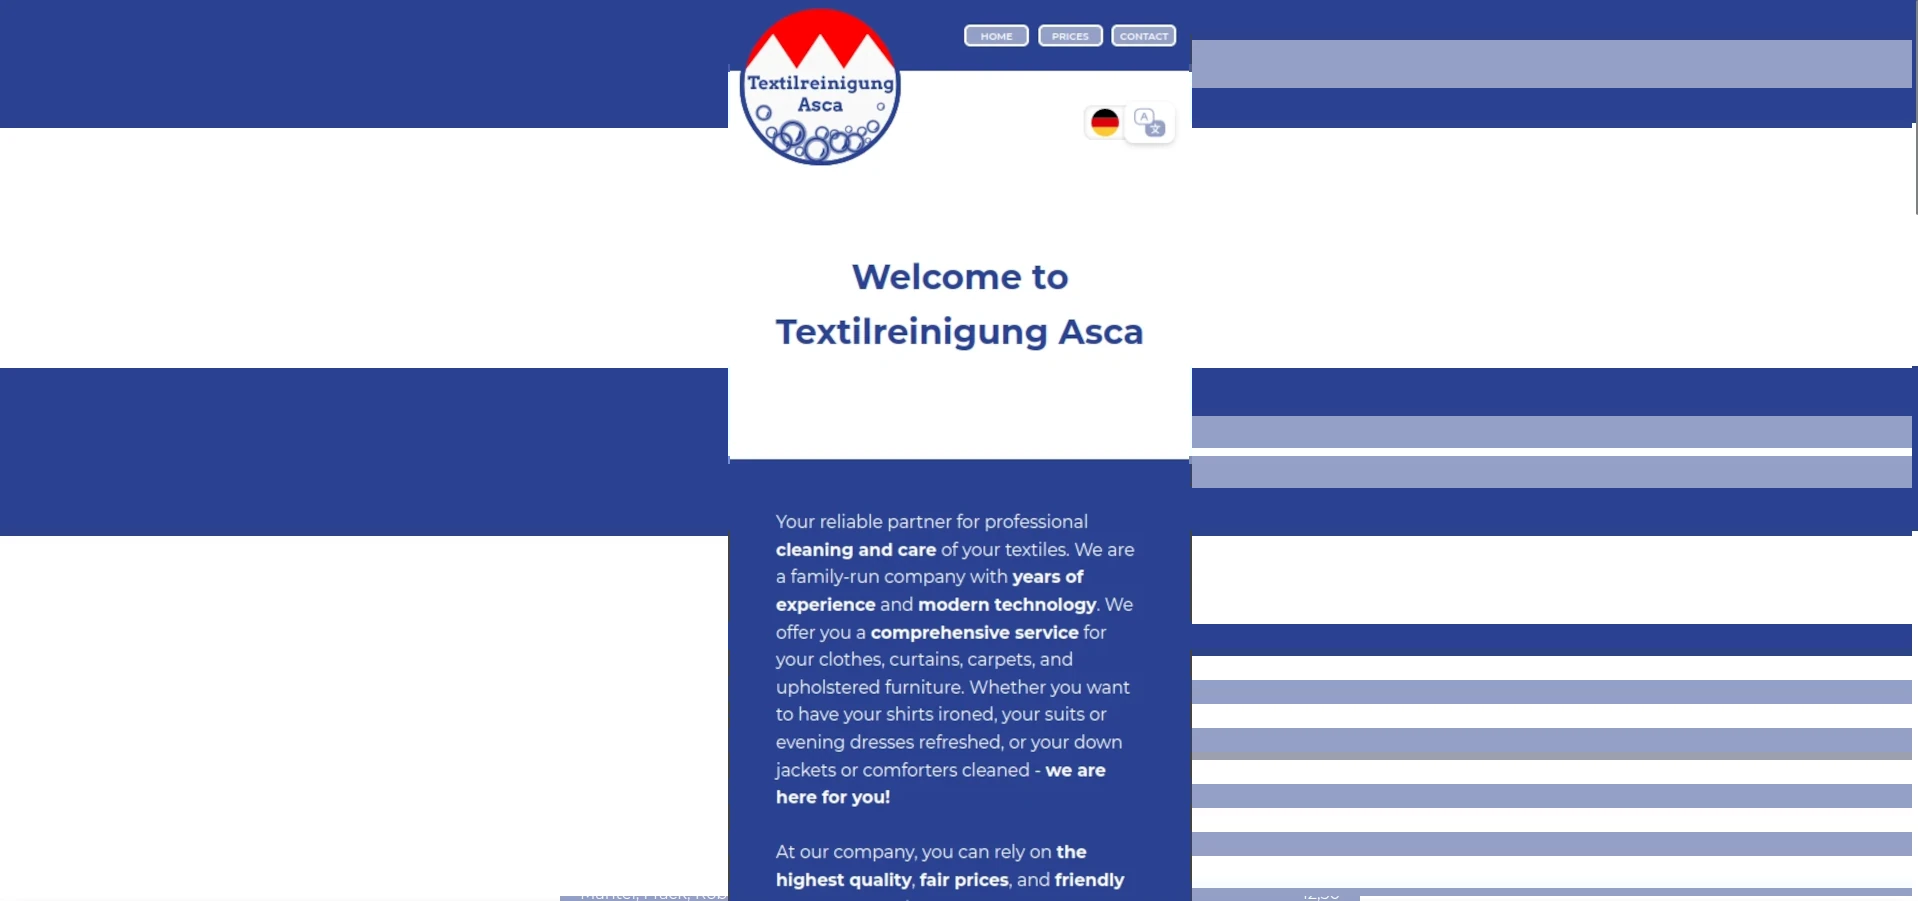 HOME PRICES CONTACT
Textilreinigung
Asca
A 文
Welcome to
Textilreinigung Asca
Your reliable partner for professional
cleaning and care of your textiles. We are
a family-run company with years of
experience and modern technology. We
offer you a comprehensive service for
your clothes, curtains, carpets, and
upholstered furniture. Whether you want
to have your shirts ironed, your suits or
evening dresses refreshed, or your down
jackets or comforters cleaned - we are
here for you!
At our company, you can rely on the
highest quality, fair prices, and friendly